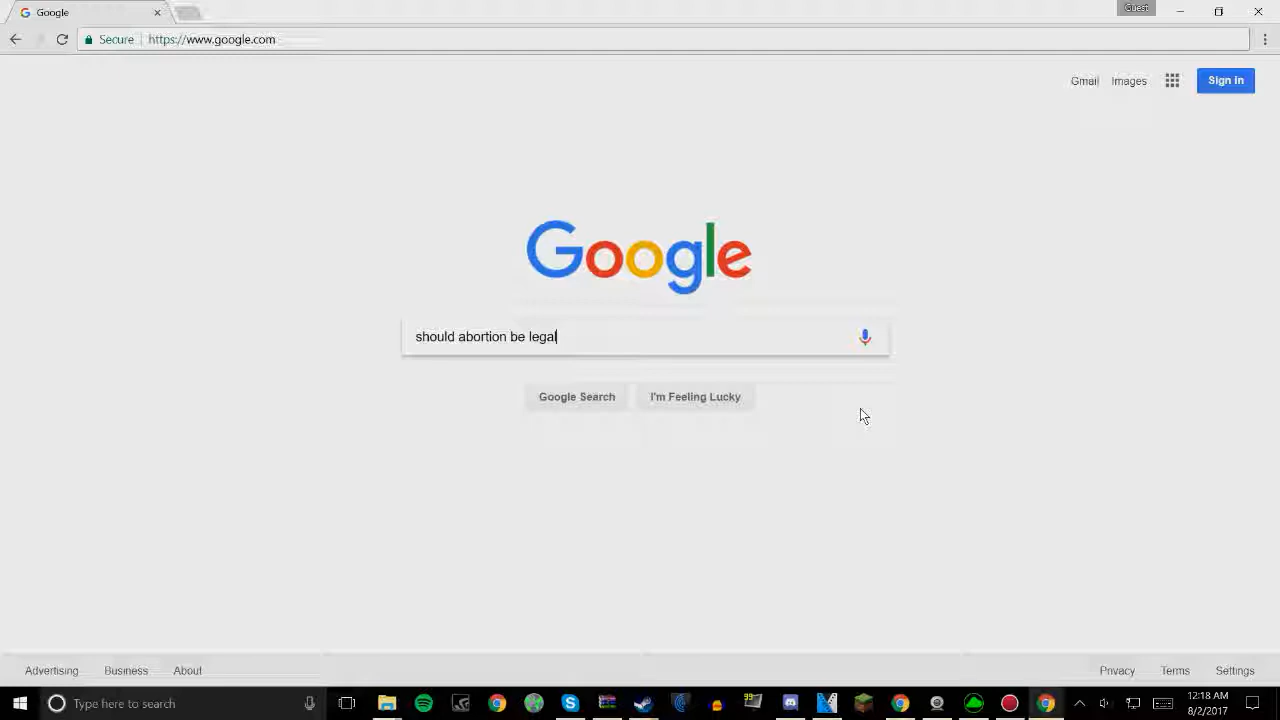 Google
Guest
Secure
https://www.google.com
Gmail
Images
Sign in
Google
should abortion be legal
Google Search
I'm Feeling Lucky
Advertising
Business
About
Privacy
Terms
Settings
Type here to search
99
12:18 AM
8/2/2017